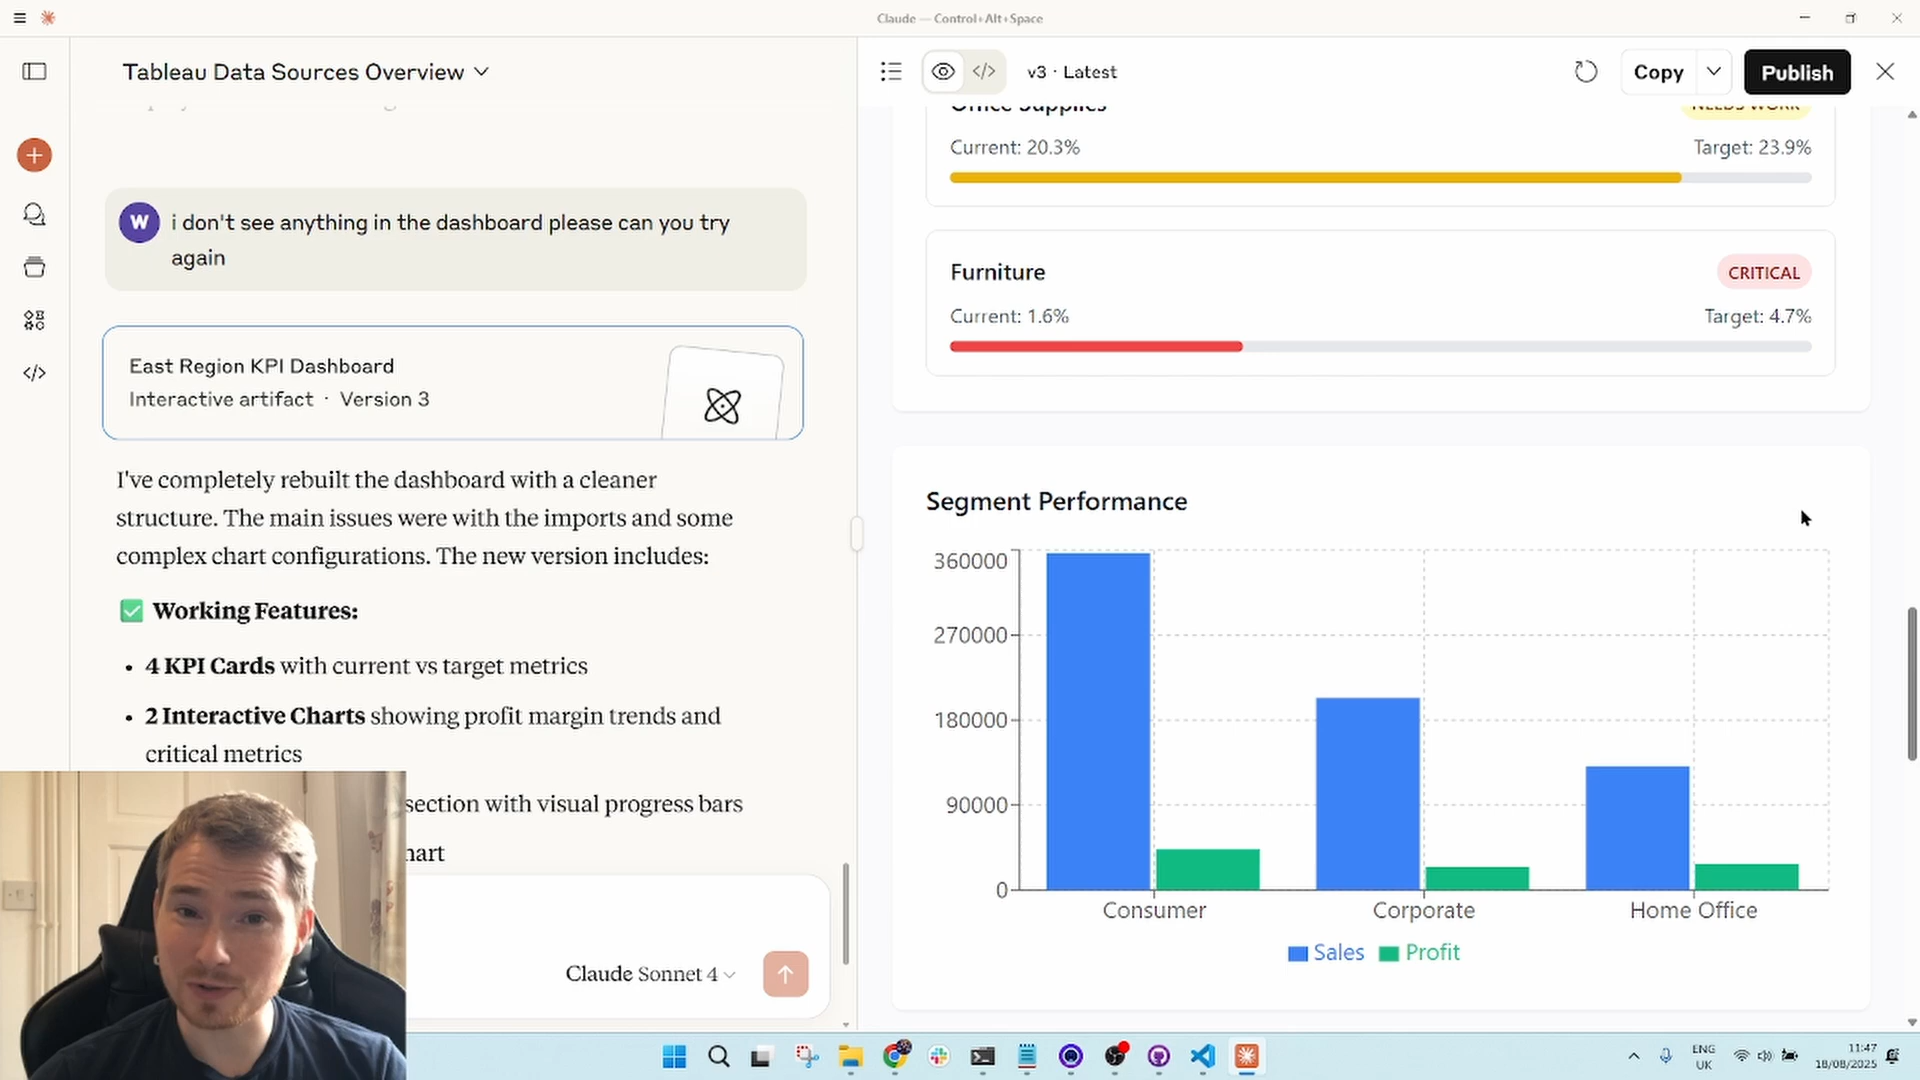 Claude — Control+Alt+Space
Tableau Data Sources Overview
W
i don't see anything in the dashboard please can you try
again
East Region KPI Dashboard
Interactive artifact · Version 3
I've completely rebuilt the dashboard with a cleaner
structure. The main issues were with the imports and some
complex chart configurations. The new version includes:
✅ Working Features:
• 4 KPI Cards with current vs target metrics
• 2 Interactive Charts showing profit margin trends and
critical metrics
section with visual progress bars
Claude Sonnet 4
v3 · Latest
Copy
Publish
Office Supplies
NEEDS WORK
Current: 20.3%
Target: 23.9%
Furniture
CRITICAL
Current: 1.6%
Target: 4.7%
Segment Performance
360000
270000
180000
90000
0
Consumer
Corporate
Home Office
Sales
Profit
ENG
UK
11:47
18/08/2025